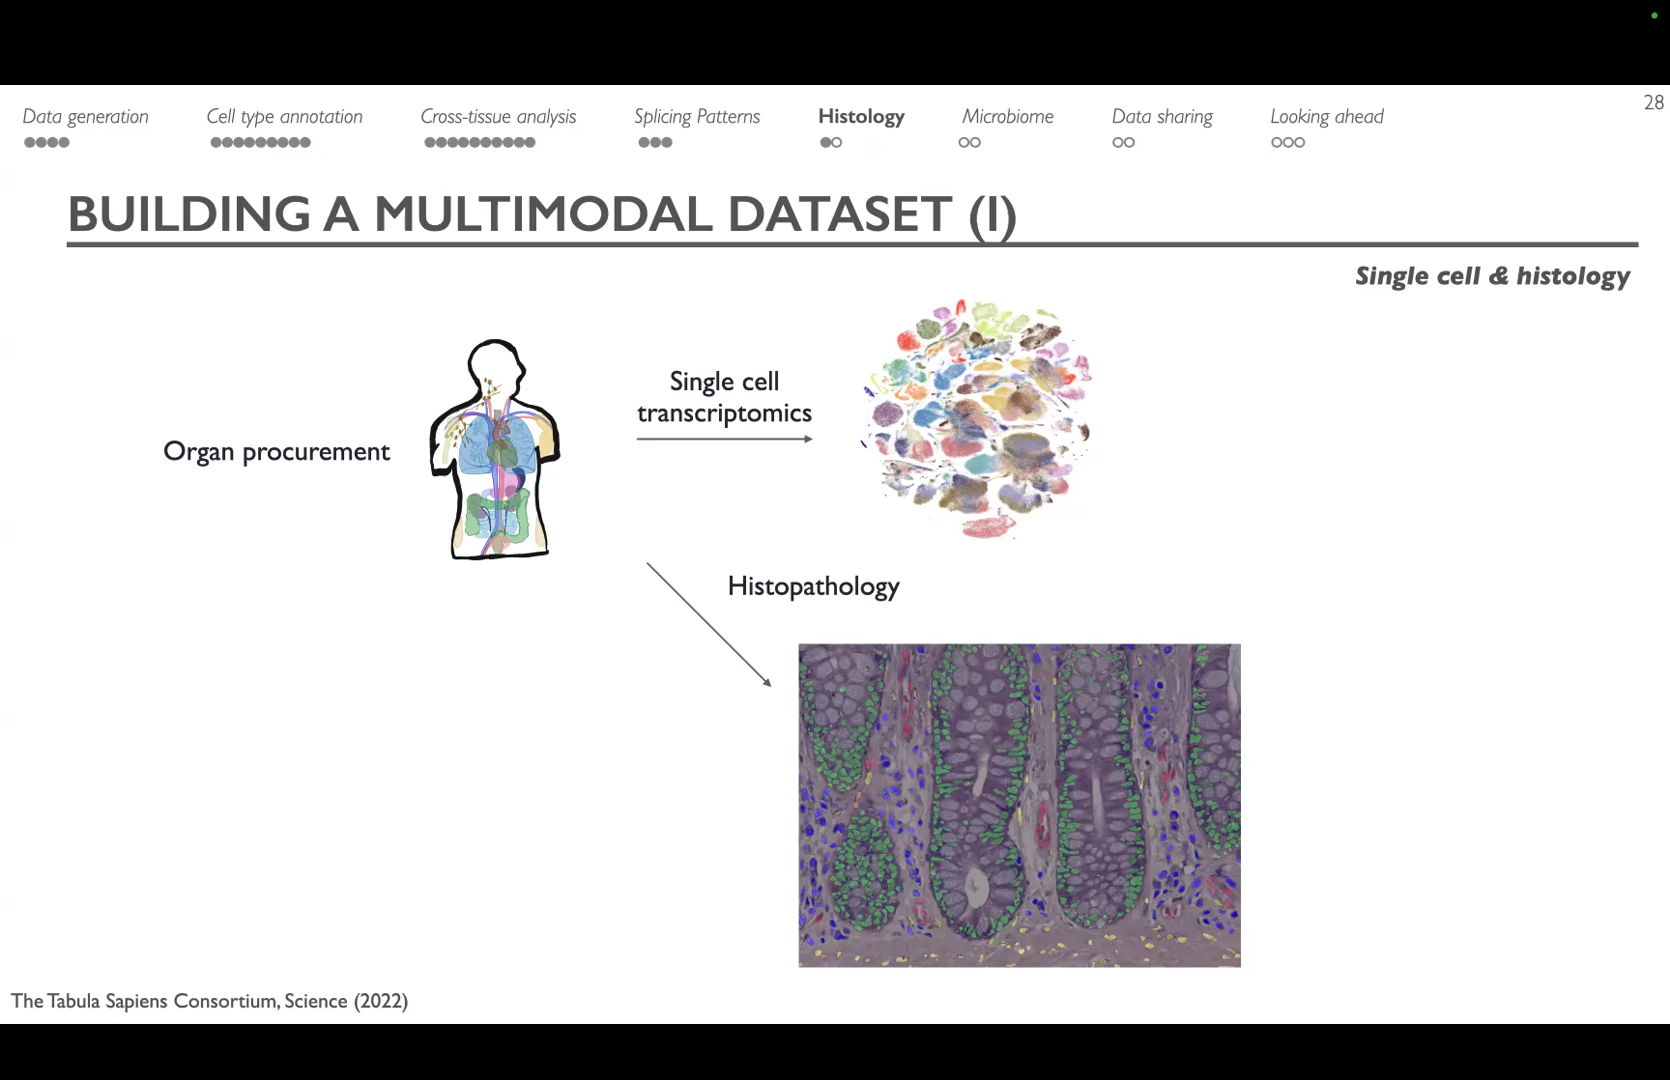 28
Data generation
Cell type annotation
Cross-tissue analysis
Splicing Patterns
Histology
Microbiome
Data sharing
Looking ahead
BUILDING A MULTIMODAL DATASET (I)
Single cell & histology
Organ procurement
Single cell
transcriptomics
Histopathology
The Tabula Sapiens Consortium, Science (2022)